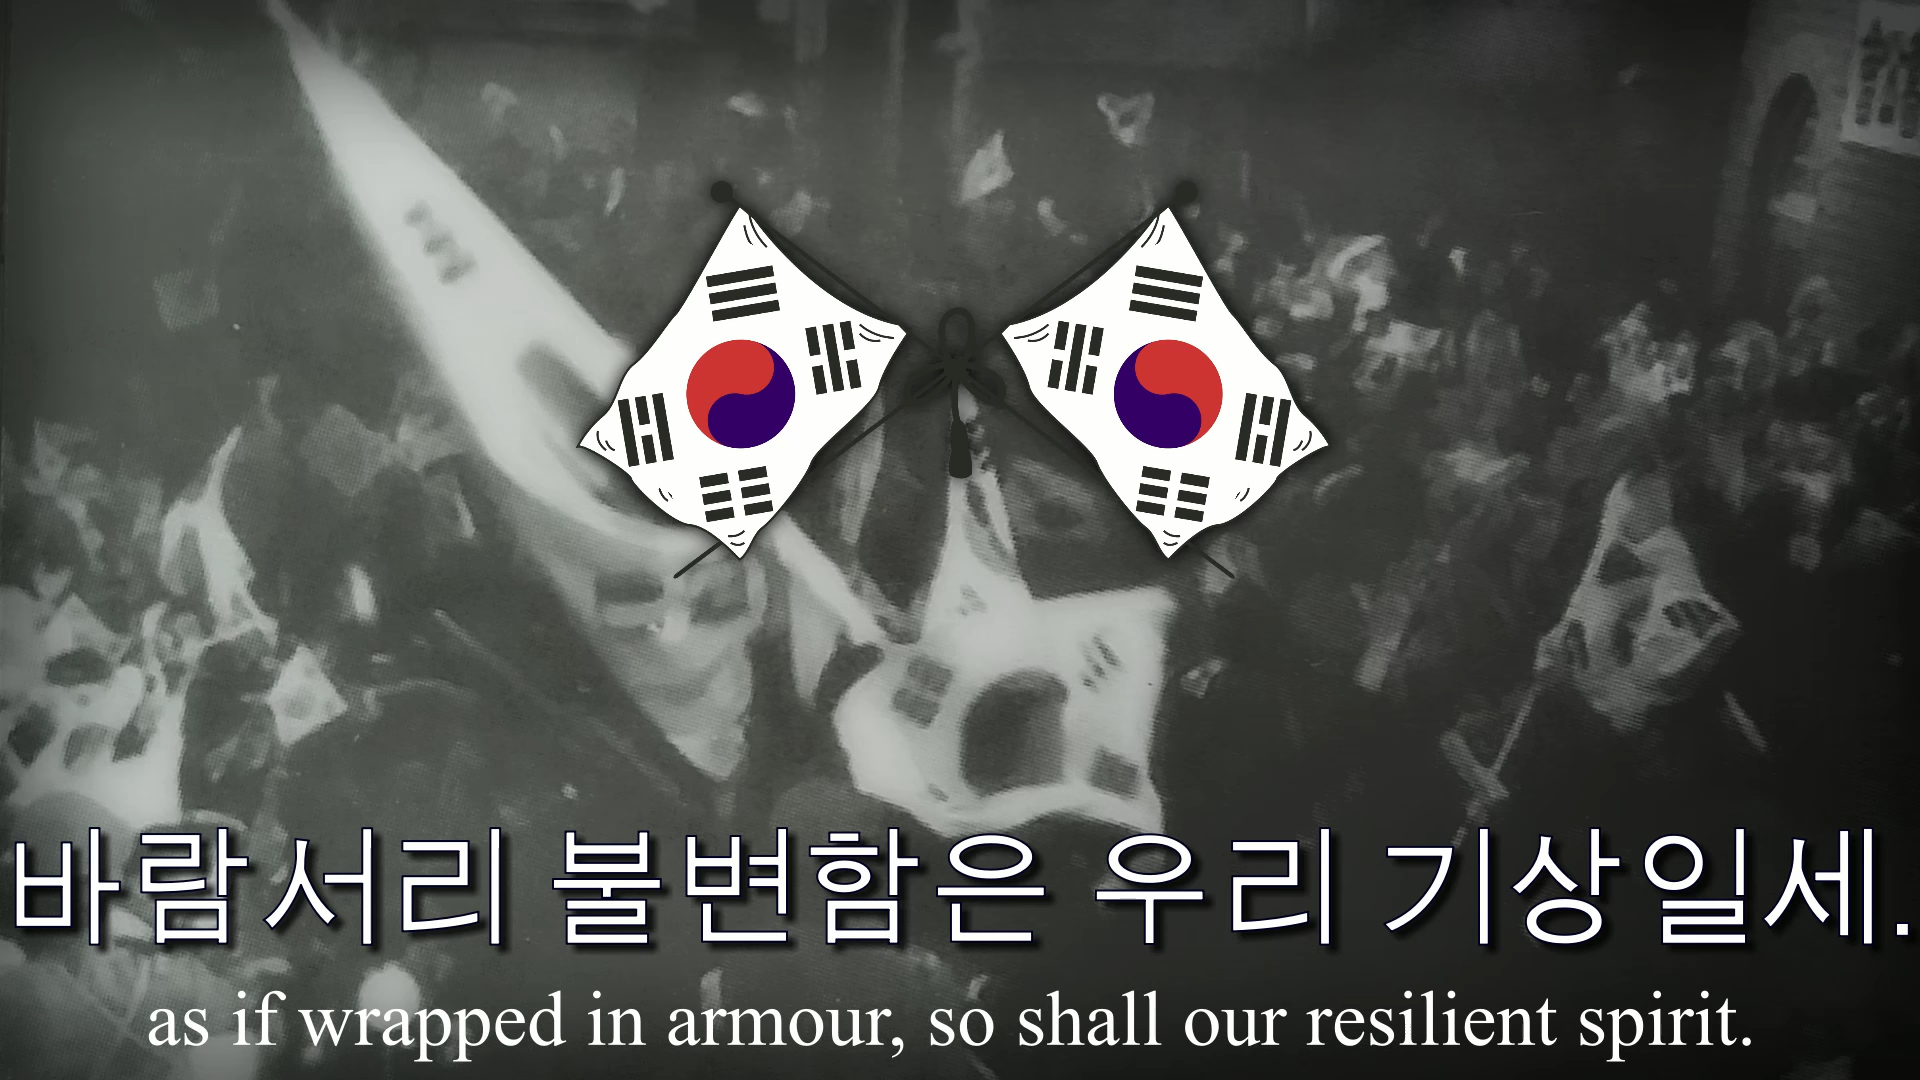 바람서리 불변함은 우리 기상일세.
as if wrapped in armour, so shall our resilient spirit.